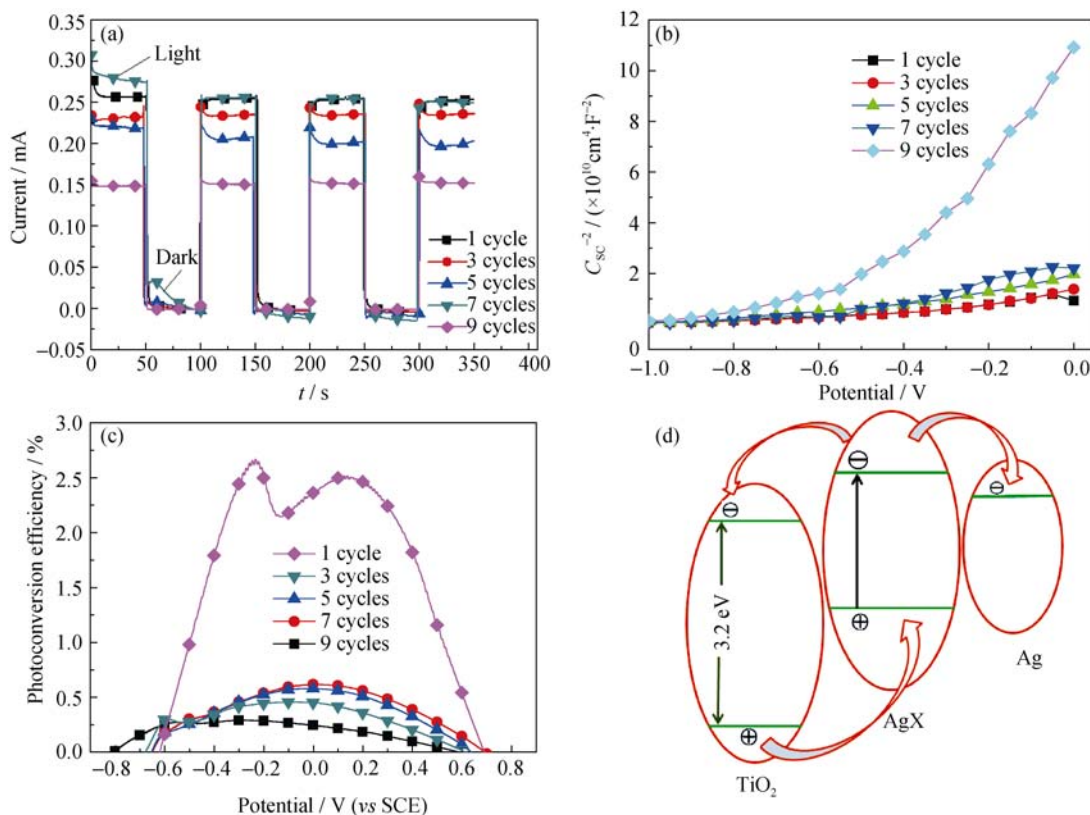 (a)
0.35
0.30
0.25
0.20
0.15
0.10
0.05
0.00
−0.05
Current / mA
Light
Dark
1 cycle
3 cycles
5 cycles
7 cycles
9 cycles
0 50 100 150 200 250 300 350 400
t / s
(b)
12
10
8
6
4
2
0
C_SC⁻² / (×10¹⁰cm⁴·F⁻²)
1 cycle
3 cycles
5 cycles
7 cycles
9 cycles
−1.0 −0.8 −0.6 −0.4 −0.2 0.0
Potential / V
(c)
3.0
2.5
2.0
1.5
1.0
0.5
0.0
Photoconversion efficiency / %
1 cycle
3 cycles
5 cycles
7 cycles
9 cycles
−0.8 −0.6 −0.4 −0.2 0.0 0.2 0.4 0.6 0.8
Potential / V (vs SCE)
(d)
⊖
⊖
⊖
3.2 eV
⊕
⊕
Ag
AgX
TiO₂